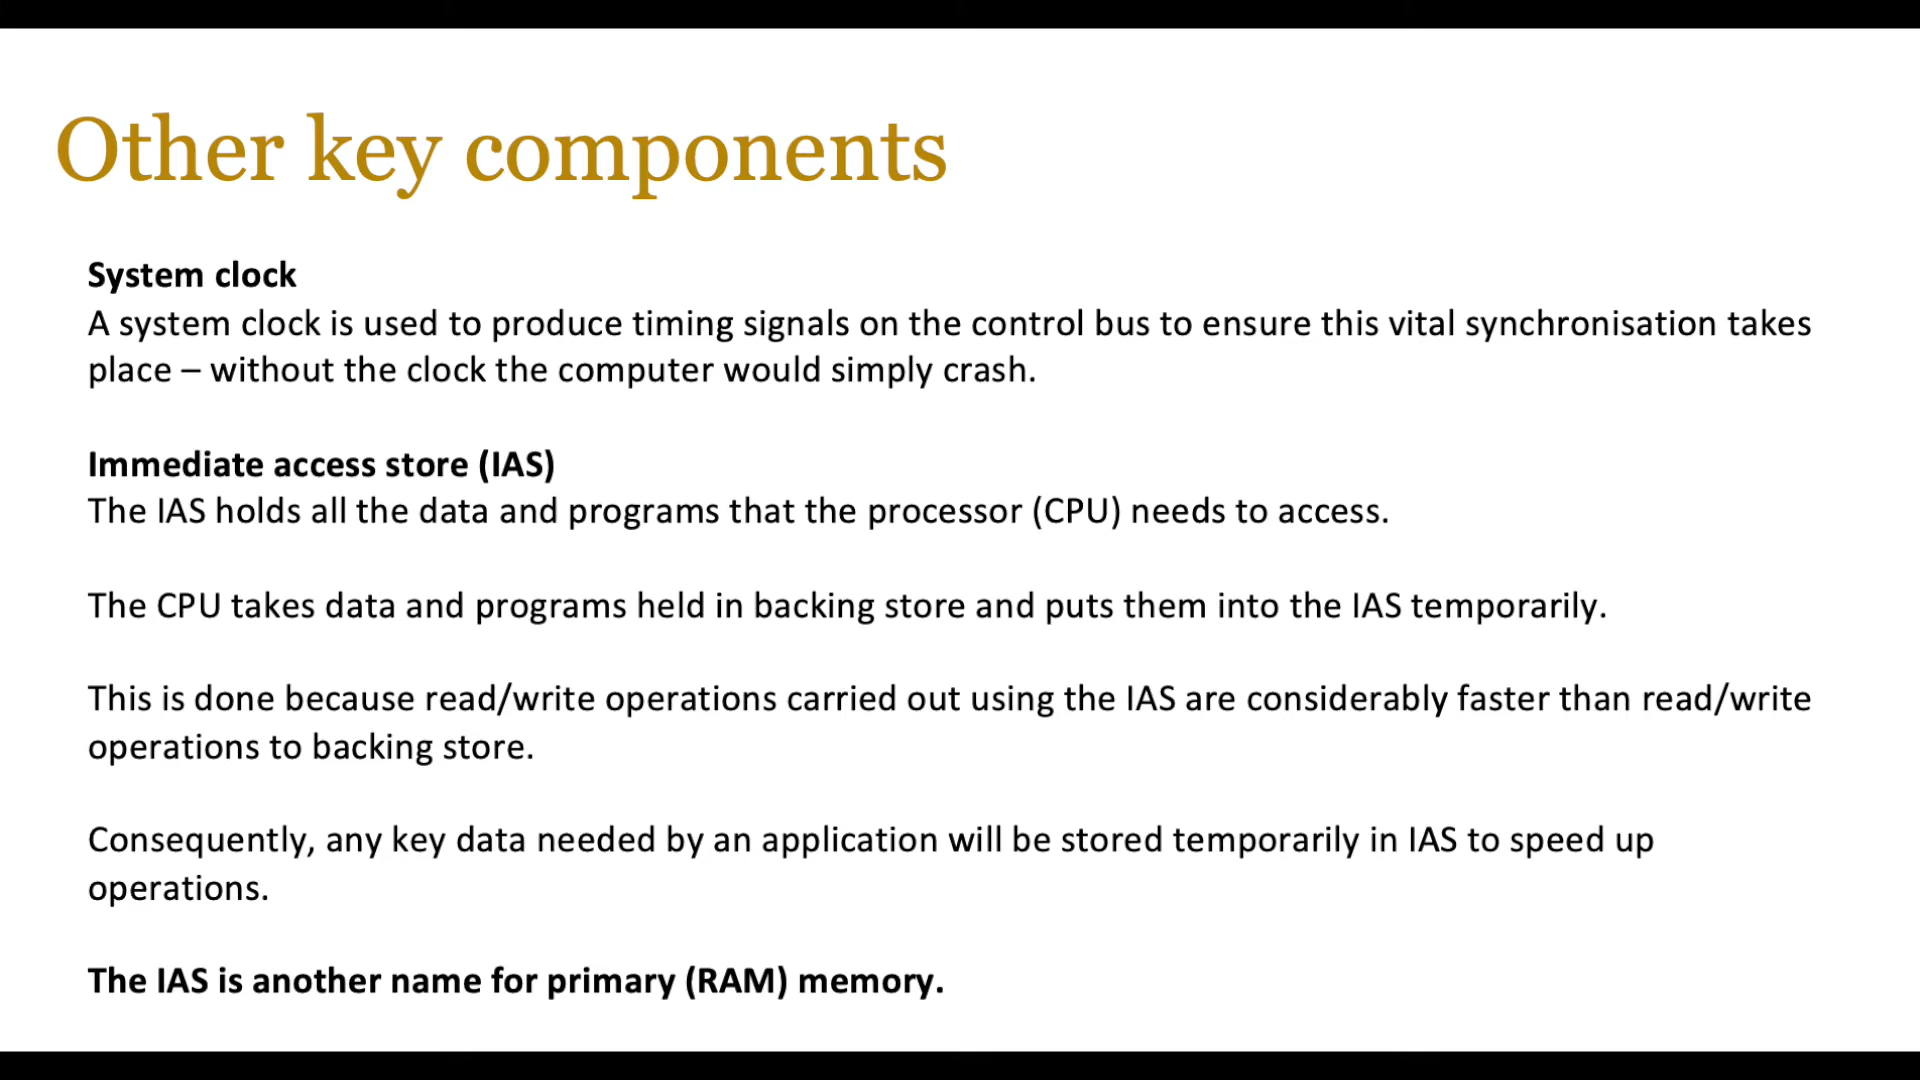 Other key components
System clock
A system clock is used to produce timing signals on the control bus to ensure this vital synchronisation takes
place – without the clock the computer would simply crash.
Immediate access store (IAS)
The IAS holds all the data and programs that the processor (CPU) needs to access.
The CPU takes data and programs held in backing store and puts them into the IAS temporarily.
This is done because read/write operations carried out using the IAS are considerably faster than read/write
operations to backing store.
Consequently, any key data needed by an application will be stored temporarily in IAS to speed up
operations.
The IAS is another name for primary (RAM) memory.